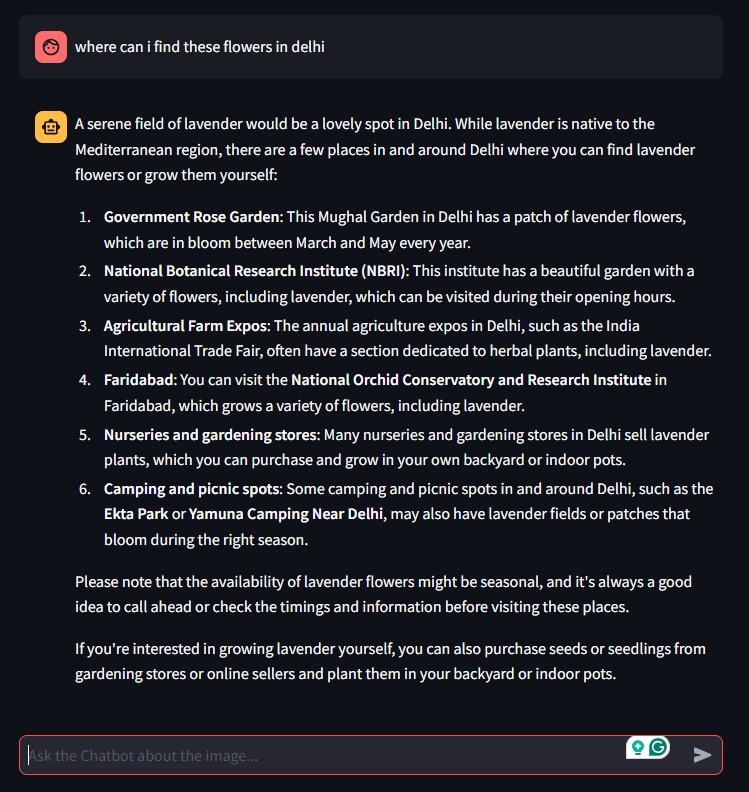 where can i find these flowers in delhi
A serene field of lavender would be a lovely spot in Delhi. While lavender is native to the
Mediterranean region, there are a few places in and around Delhi where you can find lavender
flowers or grow them yourself:
1. Government Rose Garden: This Mughal Garden in Delhi has a patch of lavender flowers,
which are in bloom between March and May every year.
2. National Botanical Research Institute (NBRI): This institute has a beautiful garden with a
variety of flowers, including lavender, which can be visited during their opening hours.
3. Agricultural Farm Expos: The annual agriculture expos in Delhi, such as the India
International Trade Fair, often have a section dedicated to herbal plants, including lavender.
4. Faridabad: You can visit the National Orchid Conservatory and Research Institute in
Faridabad, which grows a variety of flowers, including lavender.
5. Nurseries and gardening stores: Many nurseries and gardening stores in Delhi sell lavender
plants, which you can purchase and grow in your own backyard or indoor pots.
6. Camping and picnic spots: Some camping and picnic spots in and around Delhi, such as the
Ekta Park or Yamuna Camping Near Delhi, may also have lavender fields or patches that
bloom during the right season.
Please note that the availability of lavender flowers might be seasonal, and it's always a good
idea to call ahead or check the timings and information before visiting these places.
If you're interested in growing lavender yourself, you can also purchase seeds or seedlings from
gardening stores or online sellers and plant them in your backyard or indoor pots.
Ask the Chatbot about the image...